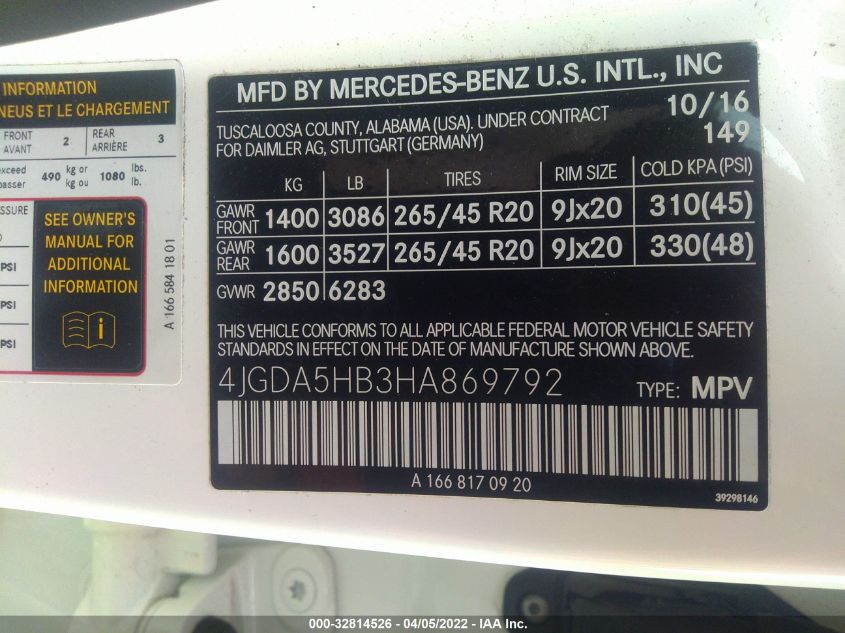 INFORMATION
NEUS ET LE CHARGEMENT
FRONT
AVANT
2
REAR
ARRIÈRE
3
490 kg or
kg ou
1080 lbs.
lb.
PSI
PSI
PSI
SEE OWNER'S
MANUAL FOR
ADDITIONAL
INFORMATION
A 166 584 18 01
MFD BY MERCEDES-BENZ U.S. INTL., INC
TUSCALOOSA COUNTY, ALABAMA (USA). UNDER CONTRACT
FOR DAIMLER AG, STUTTGART (GERMANY)
10/16
149
KG LB TIRES RIM SIZE COLD KPA (PSI)
GAWR FRONT 1400 3086 265/45 R20 9Jx20 310(45)
GAWR REAR 1600 3527 265/45 R20 9Jx20 330(48)
GVWR 2850 6283
THIS VEHICLE CONFORMS TO ALL APPLICABLE FEDERAL MOTOR VEHICLE SAFETY
STANDARDS IN EFFECT ON THE DATE OF MANUFACTURE SHOWN ABOVE.
4JGDA5HB3HA869792 TYPE: MPV
A 166 817 09 20
39298146
000-32814526 - 04/05/2022 - IAA Inc.